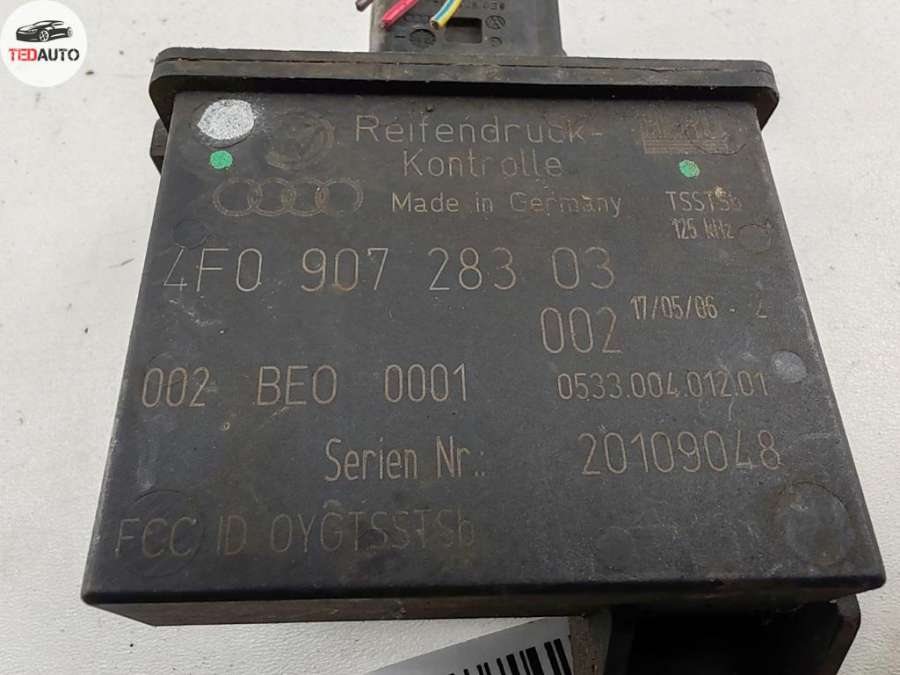 TEDAUTO
Reifendruck-
Kontrolle
Made in Germany
TSSTSb
125 kHz
4F0 907 283 03
002
17/05/06 - 2
002 BEO 0001
0533.004.012.01
Serien Nr.: 20109048
FCC ID OYGTSSTSb